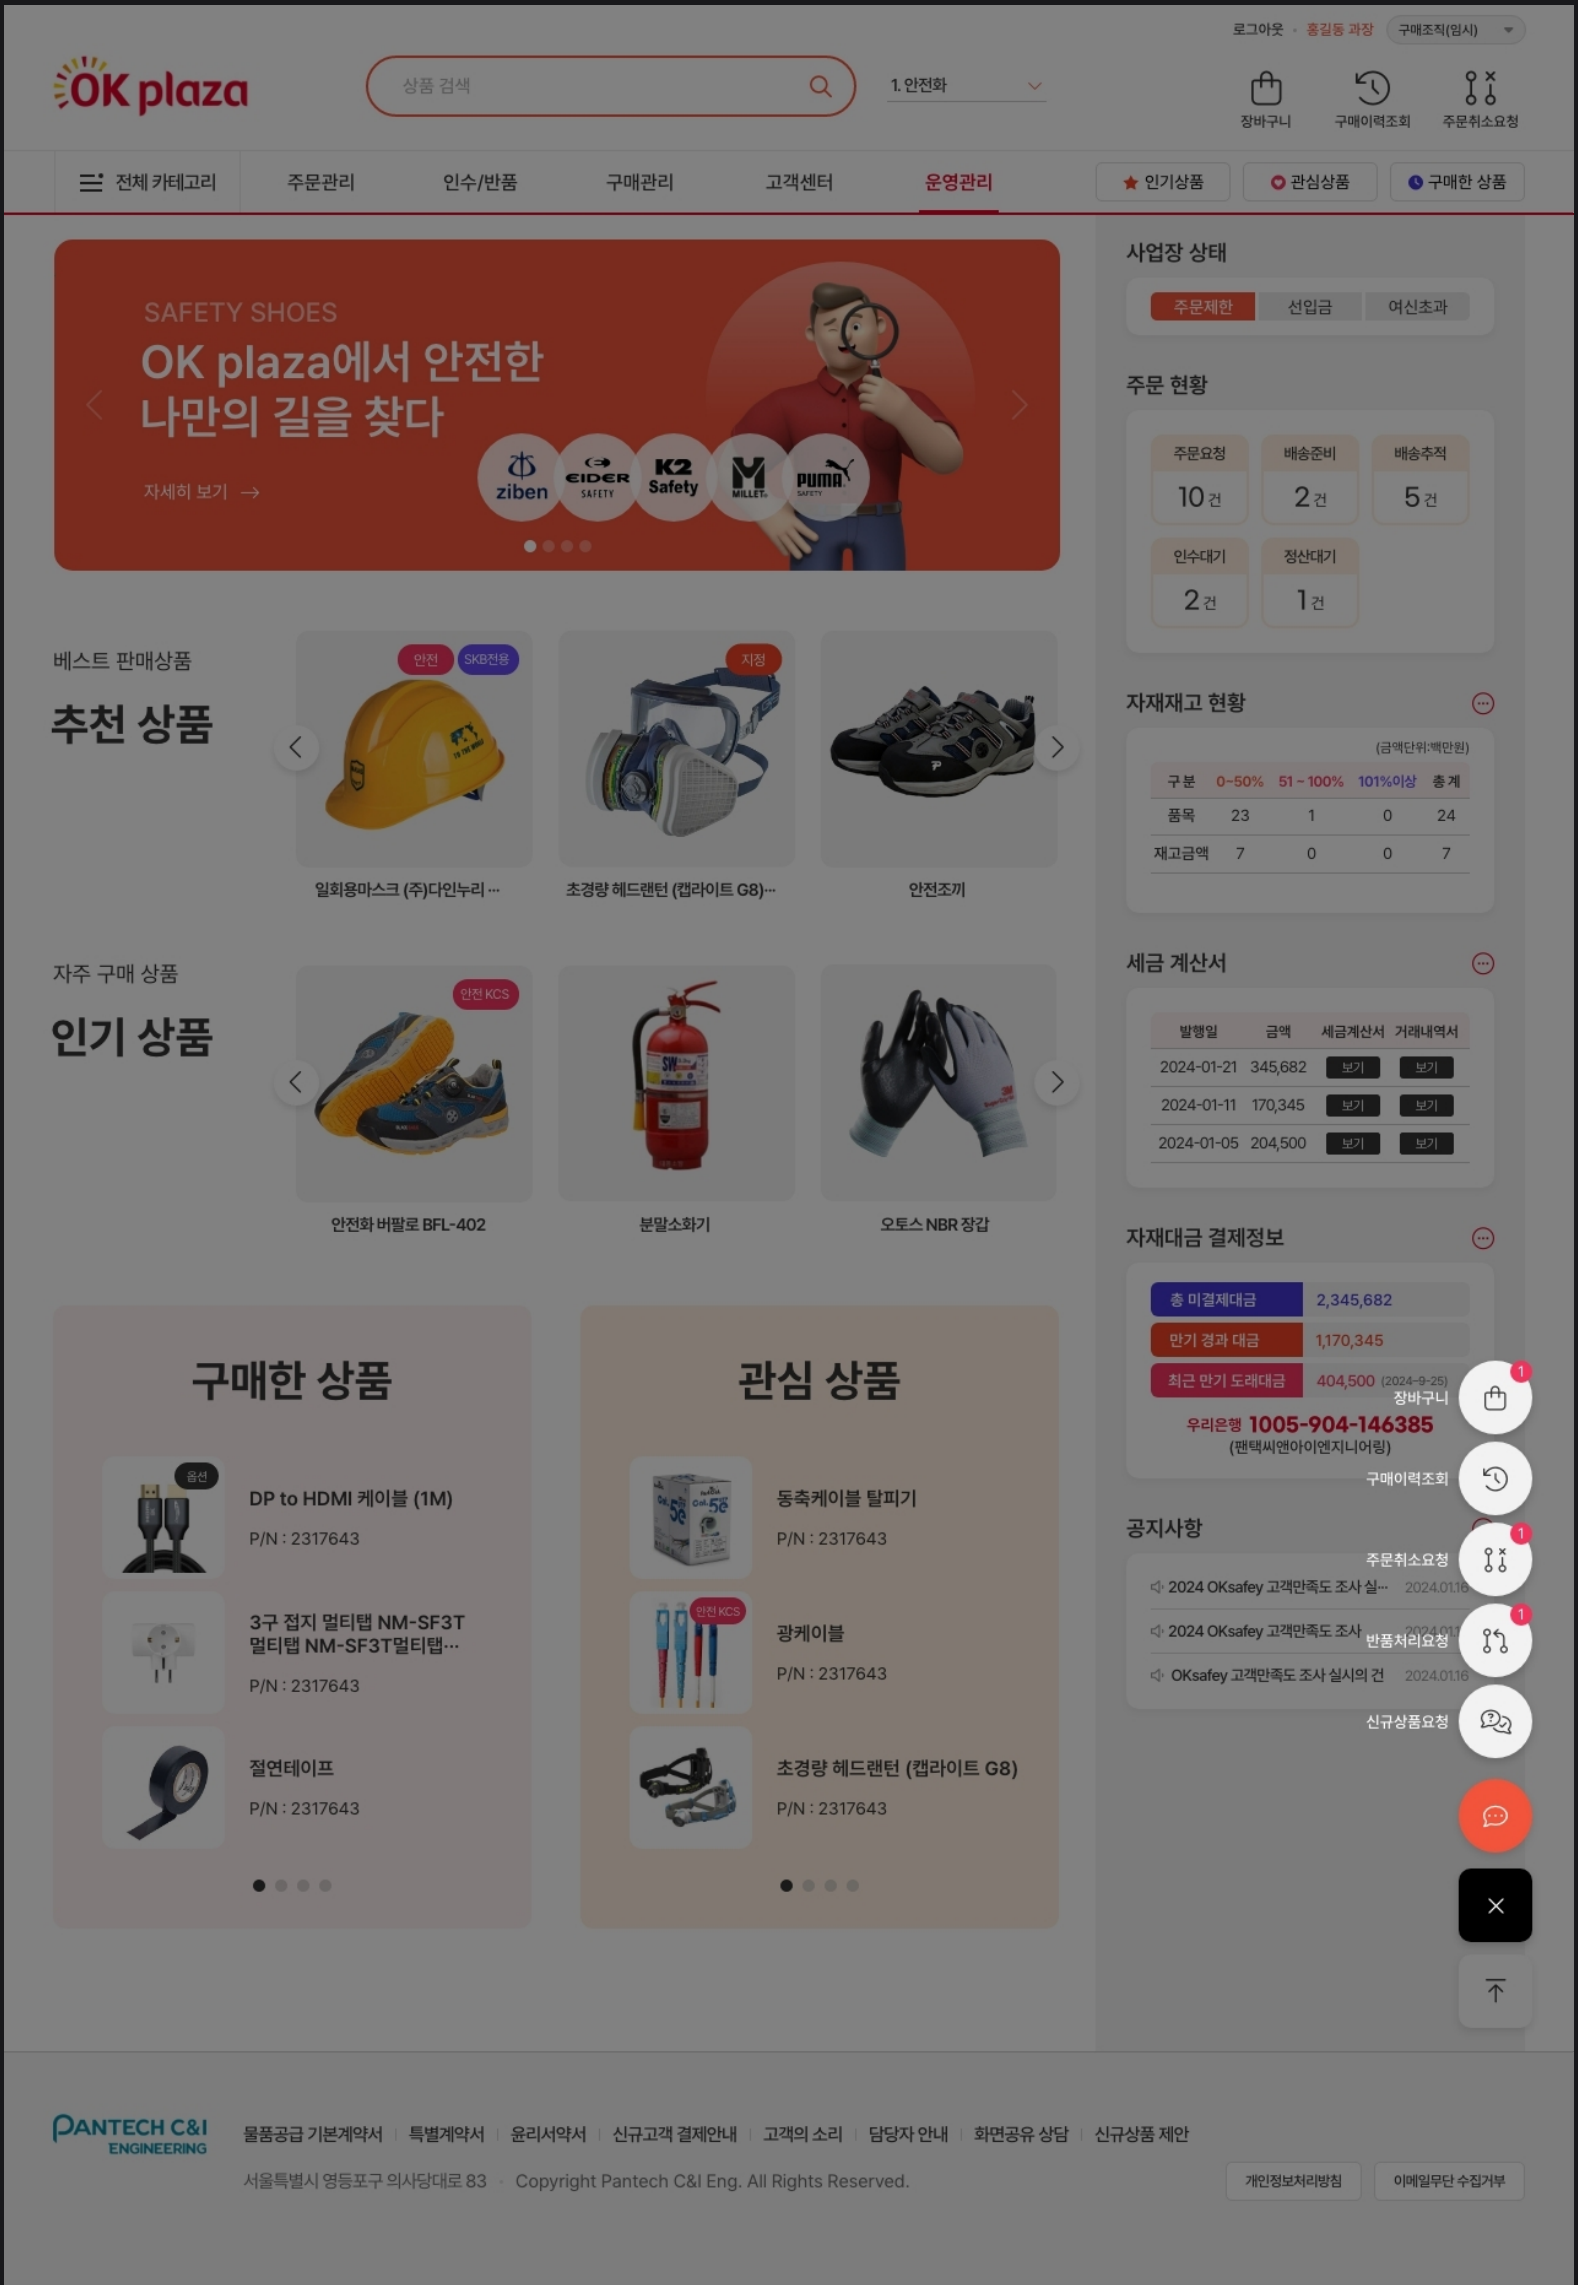 로그아웃 · 홍길동 과장 구매조직(임시)
OK plaza
상품 검색
1. 안전화
장바구니 구매이력조회 주문취소요청
전체 카테고리 주문관리 인수/반품 구매관리 고객센터 운영관리 인기상품 관심상품 구매한 상품
SAFETY SHOES
OK plaza에서 안전한
나만의 길을 찾다
자세히 보기
ziben
EIDER
SAFETY
K2
Safety
MILLET
PUMA
SAFETY
베스트 판매상품
추천 상품
안전 SKB전용
지정
TO THE WORLD
일회용마스크 (주)다인누리 ···
초경량 헤드랜턴 (캡라이트 G8)···
안전조끼
자주 구매 상품
인기 상품
안전 KCS
SW
3M
안전화 버팔로 BFL-402
분말소화기
오토스 NBR 장갑
구매한 상품
옵션
DP to HDMI 케이블 (1M)
P/N : 2317643
3구 접지 멀티탭 NM-SF3T
멀티탭 NM-SF3T멀티탭···
P/N : 2317643
절연테이프
P/N : 2317643
관심 상품
Cat.5e
동축케이블 탈피기
P/N : 2317643
안전 KCS
광케이블
P/N : 2317643
초경량 헤드랜턴 (캡라이트 G8)
P/N : 2317643
사업장 상태
주문제한 선입금 여신초과
주문 현황
주문요청 배송준비 배송추적
10 건 2 건 5 건
인수대기 정산대기
2 건 1 건
자재재고 현황
(금액단위:백만원)
구분 0~50% 51 ~ 100% 101%이상 총계
품목 23 1 0 24
재고금액 7 0 0 7
세금 계산서
발행일 금액 세금계산서 거래내역서
2024-01-21 345,682 보기 보기
2024-01-11 170,345 보기 보기
2024-01-05 204,500 보기 보기
자재대금 결제정보
총 미결제대금 2,345,682
만기 경과 대금 1,170,345
최근 만기 도래대금 404,500 (2024-9-25)
우리은행 1005-904-146385
(팬택씨앤아이엔지니어링)
공지사항
2024 OKsafey 고객만족도 조사 실··· 2024.01.16
2024 OKsafey 고객만족도 조사
OKsafey 고객만족도 조사 실시의 건 2024.01.16
장바구니 1
구매이력조회
주문취소요청 1
반품처리요청 1
신규상품요청
PANTECH C&I
ENGINEERING
물품공급 기본계약서 특별계약서 윤리서약서 신규고객 결제안내 고객의 소리 담당자 안내 화면공유 상담 신규상품 제안
서울특별시 영등포구 의사당대로 83 · Copyright Pantech C&I Eng. All Rights Reserved.
개인정보처리방침 이메일무단 수집거부